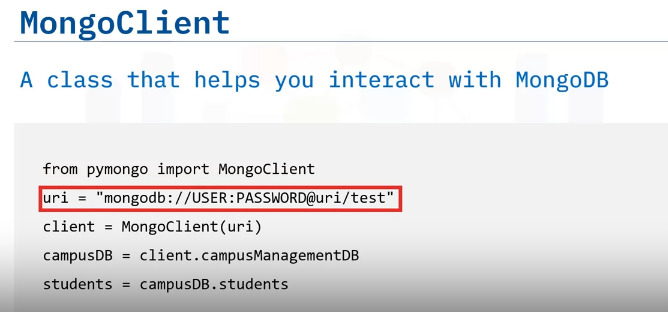 MongoClient
A class that helps you interact with MongoDB
from pymongo import MongoClient
uri = "mongodb://USER:PASSWORD@uri/test"
client = MongoClient(uri)
campusDB = client.campusManagementDB
students = campusDB.students